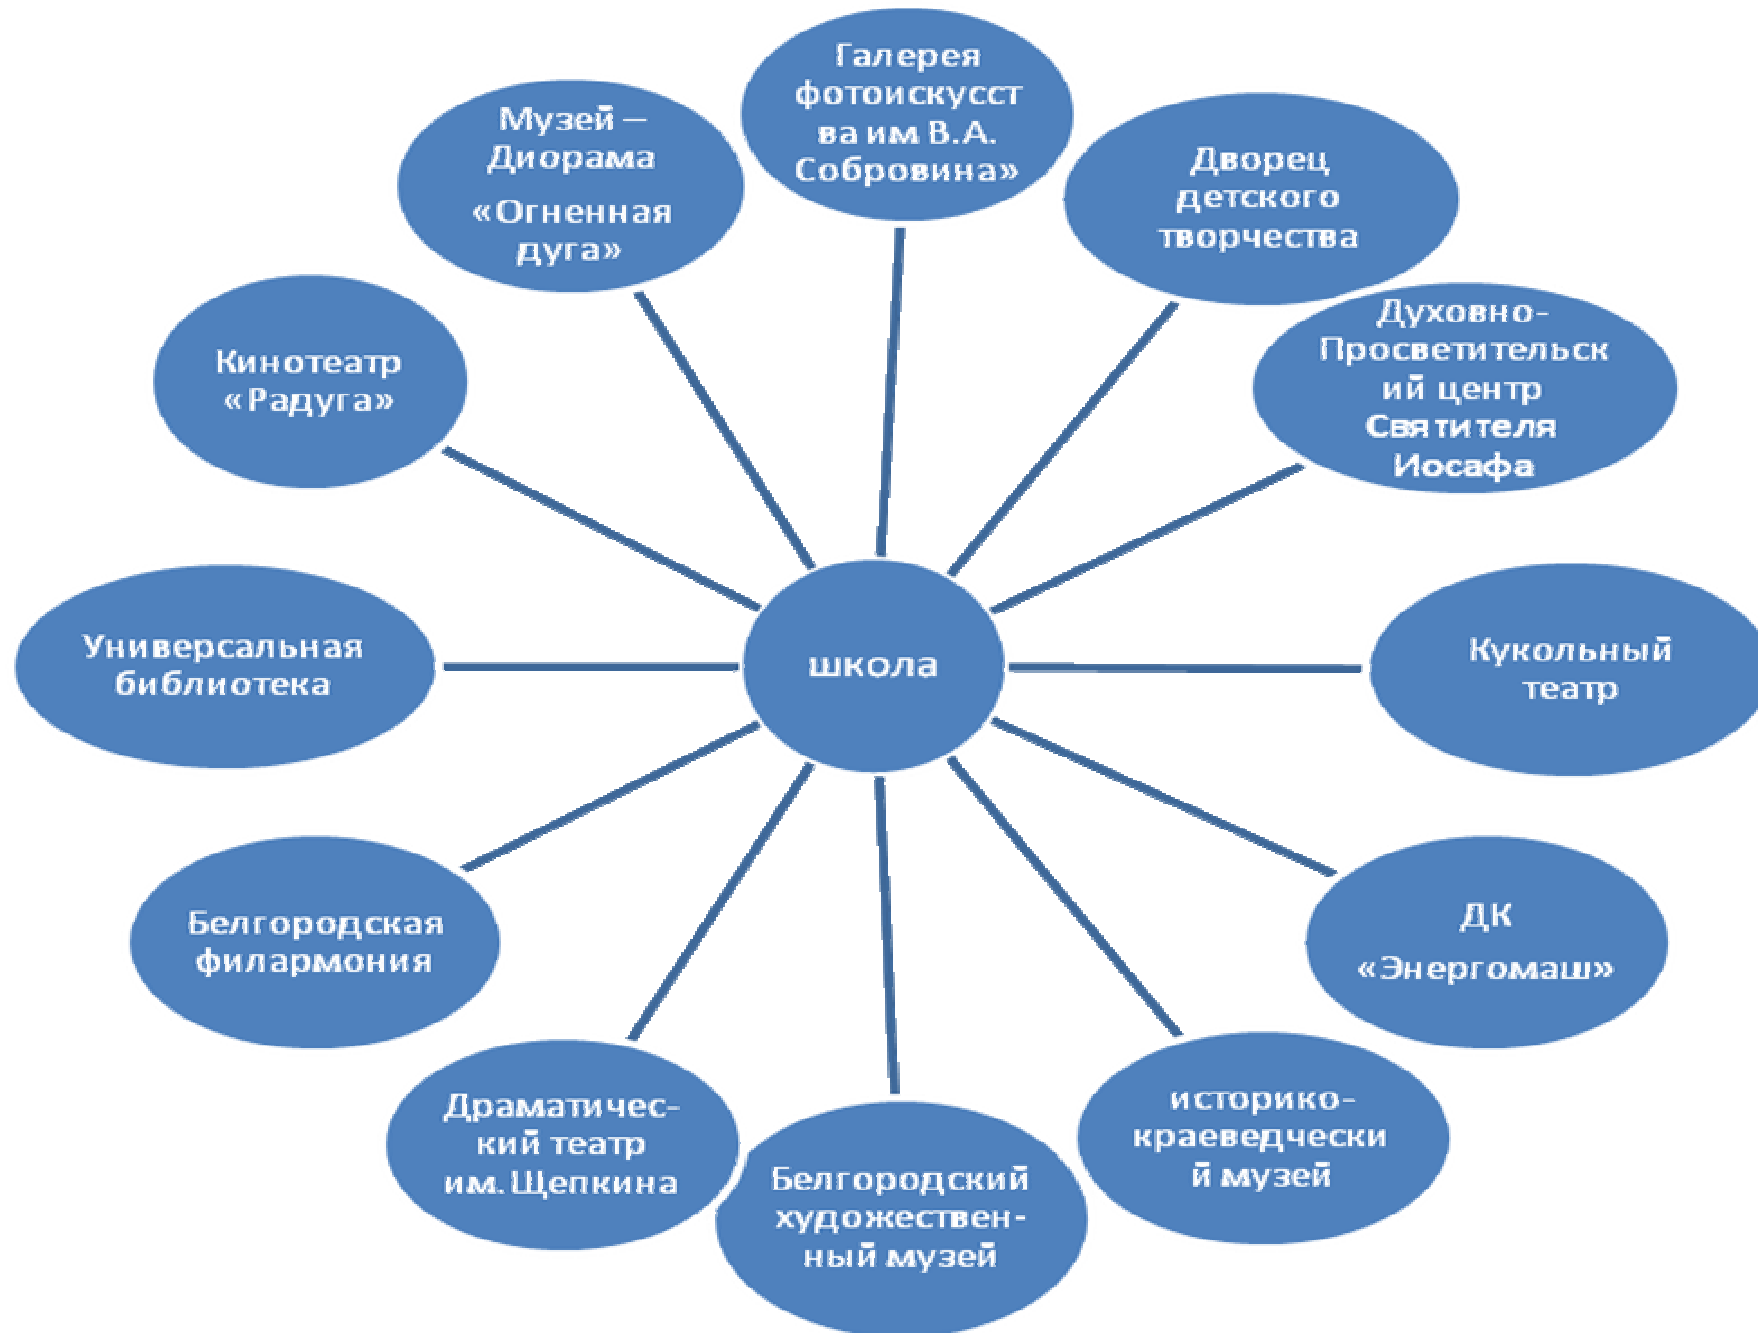 Галерея
фотоискусст
ва им В.А.
Собровина»
Музей –
Диорама
«Огненная
дуга»
Дворец
детского
творчества
Духовно-
Просветительск
ий центр
Святителя
Иосафа
Кинотеатр
«Радуга»
Универсальная
библиотека
школа
Кукольный
театр
Белгородская
филармония
ДК
«Энергомаш»
Драматичес-
кий театр
им.Щепкина
Белгородский
художествен-
ный музей
историко-
краеведчески
й музей